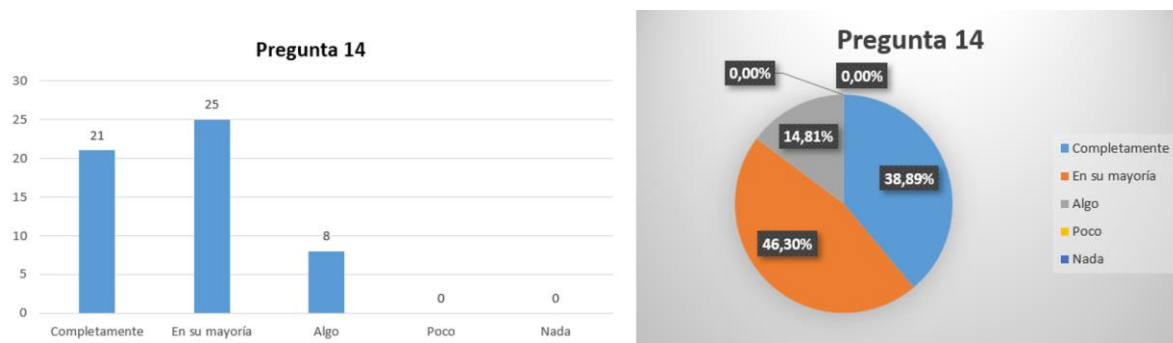 Pregunta 14
30
25
20
15
10
5
0
21
25
8
0
0
Completamente
En su mayoría
Algo
Poco
Nada
Pregunta 14
0,00%
0,00%
14,81%
38,89%
46,30%
Completamente
En su mayoría
Algo
Poco
Nada